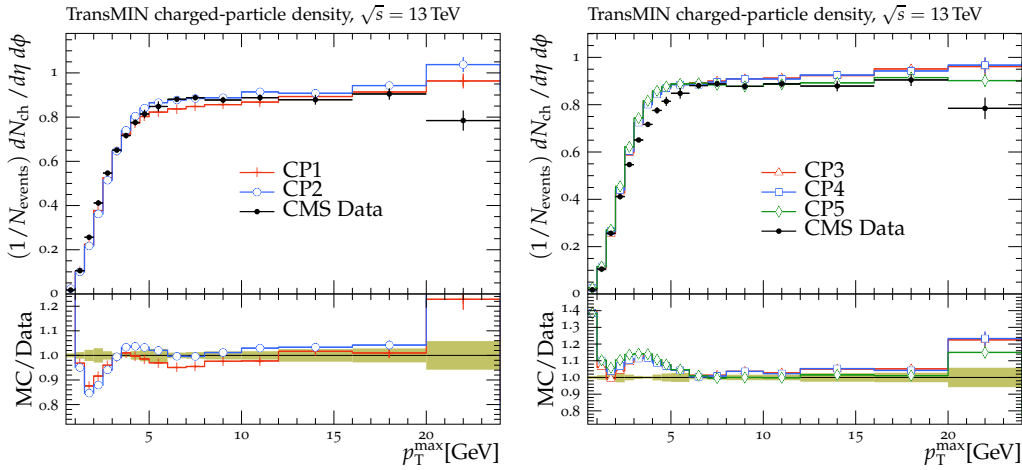 TransMIN charged-particle density, √s = 13 TeV
(1/N_events) dN_ch/dη dϕ
1
0.8
0.6
0.4
0.2
0
CP1
CP2
CMS Data
MC/Data
1.2
1.1
1.0
0.9
0.8
5
10
15
20
p_T^max[GeV]
TransMIN charged-particle density, √s = 13 TeV
(1/N_events) dN_ch/dη dϕ
1
0.8
0.6
0.4
0.2
0
CP3
CP4
CP5
CMS Data
MC/Data
1.4
1.3
1.2
1.1
1.0
0.9
0.8
5
10
15
20
p_T^max[GeV]